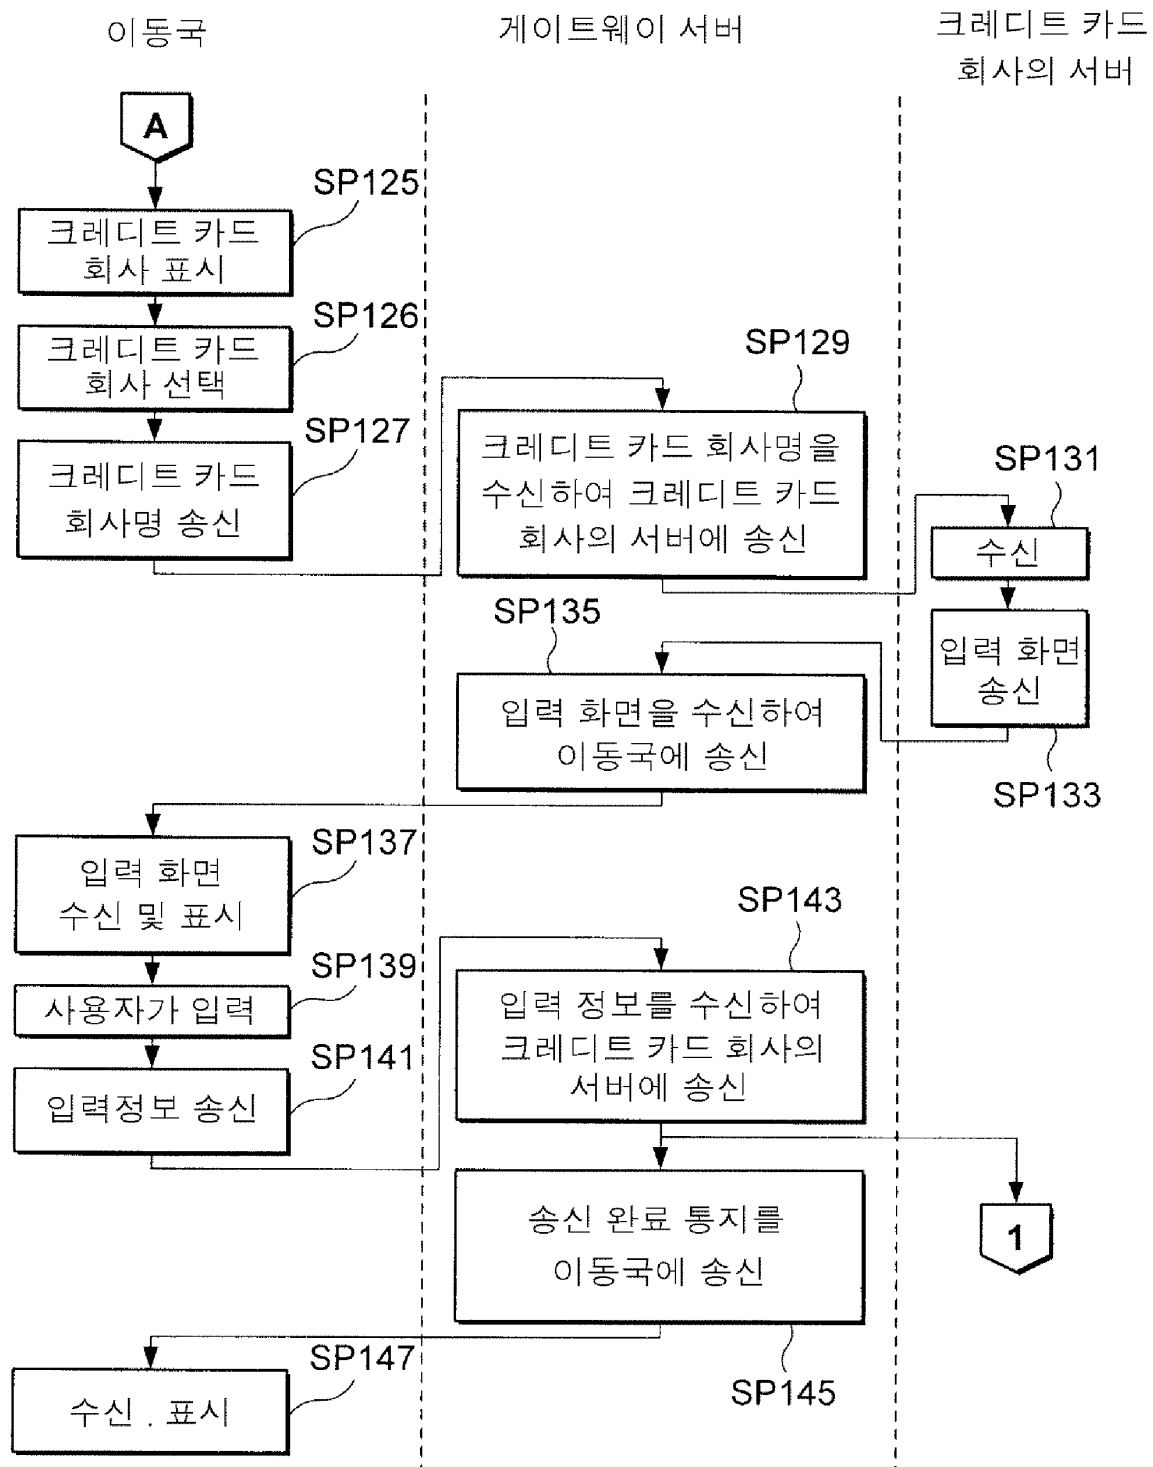 이동국
게이트웨이 서버
크레디트 카드
회사의 서버
A
SP125
크레디트 카드
회사 표시
SP126
크레디트 카드
회사 선택
SP127
크레디트 카드
회사명 송신
SP129
크레디트 카드 회사명을
수신하여 크레디트 카드
회사의 서버에 송신
SP131
수신
입력 화면
송신
SP133
SP135
입력 화면을 수신하여
이동국에 송신
SP137
입력 화면
수신 및 표시
SP139
사용자가 입력
SP141
입력정보 송신
SP143
입력 정보를 수신하여
크레디트 카드 회사의
서버에 송신
1
송신 완료 통지를
이동국에 송신
SP145
SP147
수신 . 표시